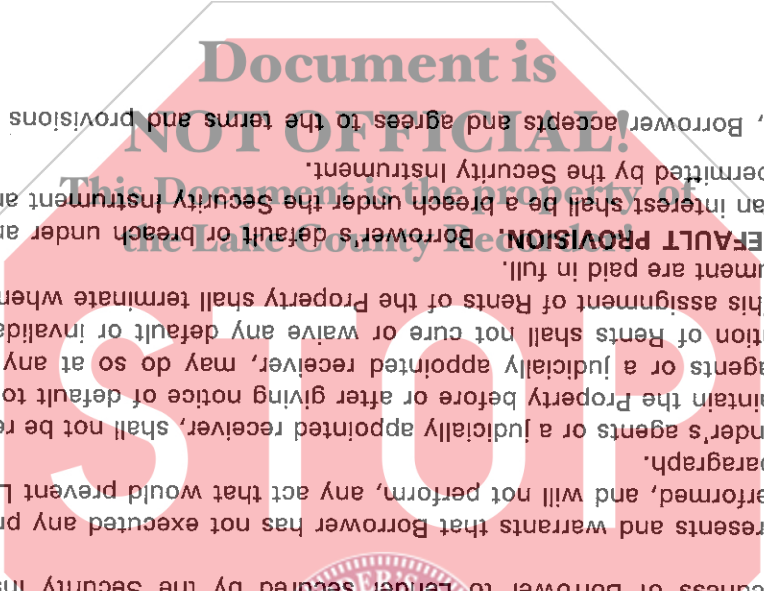 Document is
NOT OFFICIAL!
This Document is the property of
the Lake County Recorder!
STOP
edness of Borrower to Lender secured by the Security Ins
resents and warrants that Borrower has not executed any pr
erformed, and will not perform, any act that would prevent L
aragraph.
nder's agents or a judicially appointed receiver, shall not be re
intain the Property before or after giving notice of default to
agents or a judicially appointed receiver, may do so at any
tion of Rents shall not cure or waive any default or invalida
his assignment of Rents of the Property shall terminate when
ument are paid in full.
EFAULT PROVISION. Borrower's default or breach under an
an interest shall be a breach under the Security Instrument an
ermitted by the Security Instrument.
, Borrower accepts and agrees to the terms and provisions